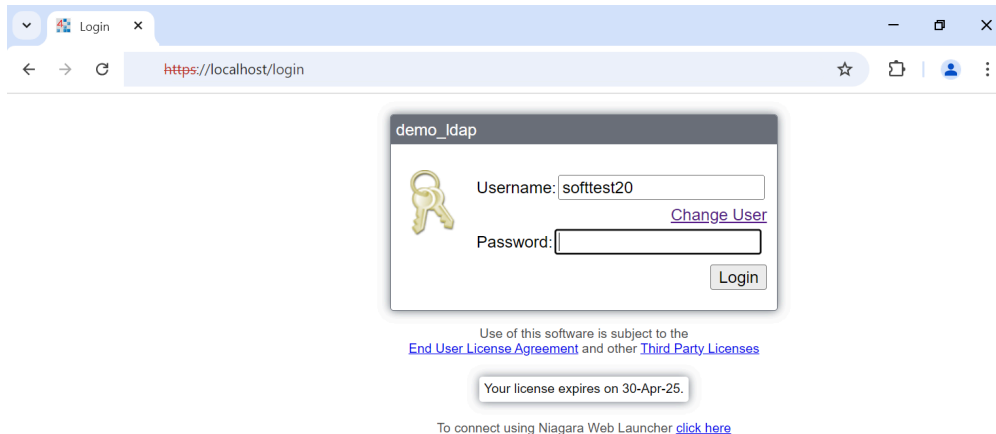 Login
https://localhost/login
demo_ldap
Username: softtest20
Change User
Password:
Login
Use of this software is subject to the
End User License Agreement and other Third Party Licenses
Your license expires on 30-Apr-25.
To connect using Niagara Web Launcher click here